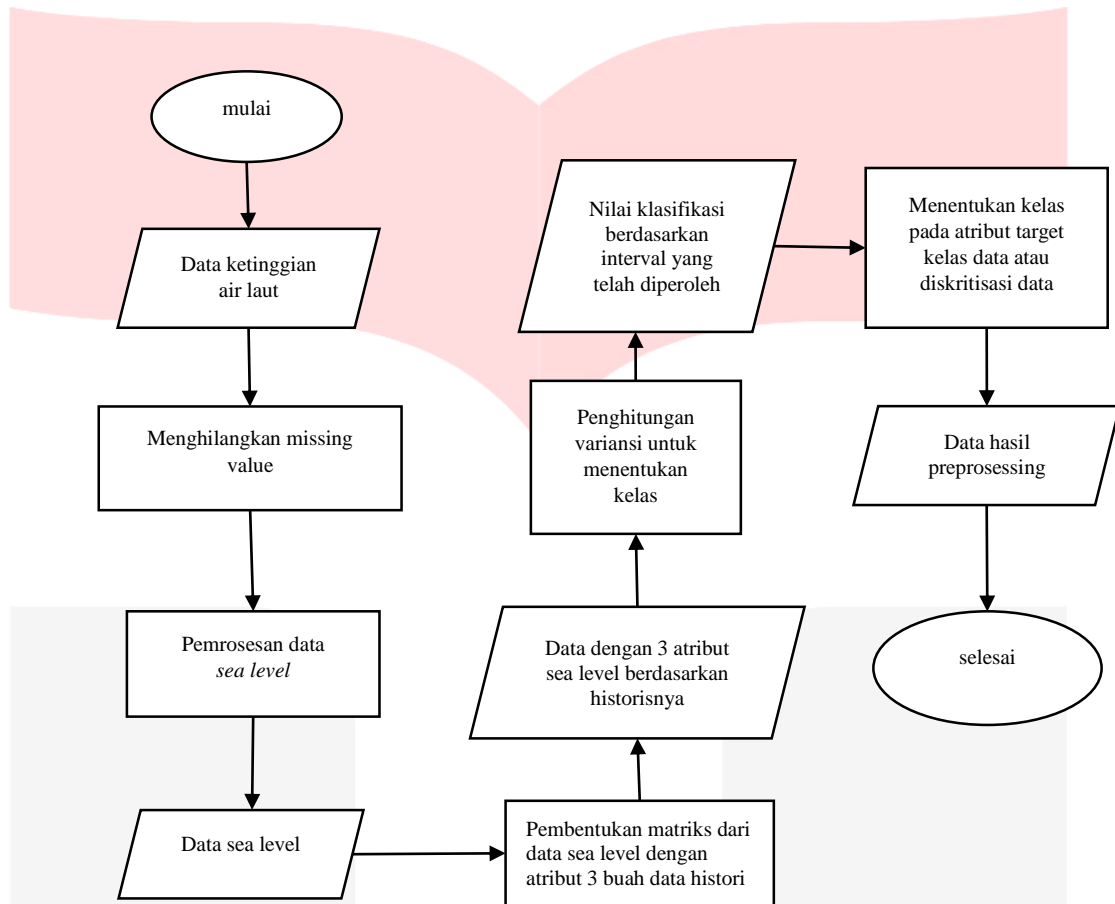 mulai
Data ketinggian
air laut
Menghilangkan missing
value
Pemrosesan data
sea level
Data sea level
Pembentukan matriks dari
data sea level dengan
atribut 3 buah data histori
Data dengan 3 atribut
sea level berdasarkan
historisnya
Penghitungan
variansi untuk
menentukan
kelas
Nilai klasifikasi
berdasarkan
interval yang
telah diperoleh
Menentukan kelas
pada atribut target
kelas data atau
diskritisasi data
Data hasil
preprosessing
selesai